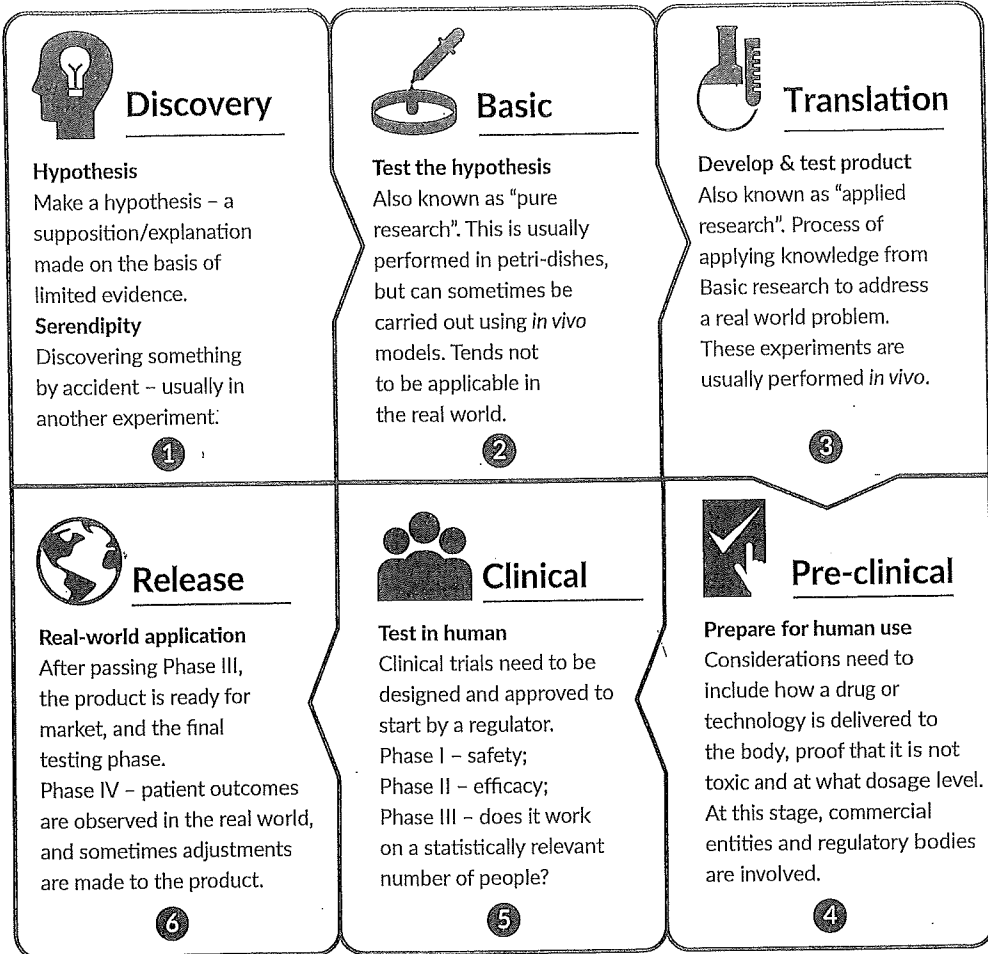 Discovery
Hypothesis
Make a hypothesis – a
supposition/explanation
made on the basis of
limited evidence.
Serendipity
Discovering something
by accident – usually in
another experiment.
1
Basic
Test the hypothesis
Also known as “pure
research”. This is usually
performed in petri-dishes,
but can sometimes be
carried out using in vivo
models. Tends not
to be applicable in
the real world.
2
Translation
Develop & test product
Also known as “applied
research”. Process of
applying knowledge from
Basic research to address
a real world problem.
These experiments are
usually performed in vivo.
3
Pre-clinical
Prepare for human use
Considerations need to
include how a drug or
technology is delivered to
the body, proof that it is not
toxic and at what dosage level.
At this stage, commercial
entities and regulatory bodies
are involved.
4
Clinical
Test in human
Clinical trials need to be
designed and approved to
start by a regulator.
Phase I – safety;
Phase II – efficacy;
Phase III – does it work
on a statistically relevant
number of people?
5
Release
Real-world application
After passing Phase III,
the product is ready for
market, and the final
testing phase.
Phase IV – patient outcomes
are observed in the real world,
and sometimes adjustments
are made to the product.
6